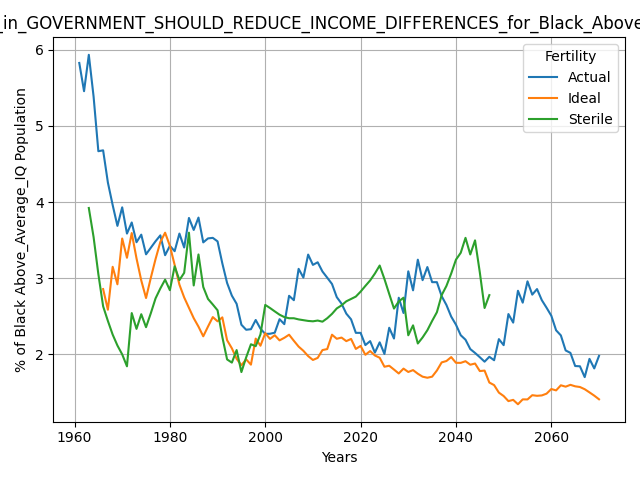 _in_GOVERNMENT_SHOULD_REDUCE_INCOME_DIFFERENCES_for_Black_Above
Fertility
Actual
Ideal
Sterile
% of Black Above_Average_IQ Population
6
5
4
3
2
1960
1980
2000
2020
2040
2060
Years